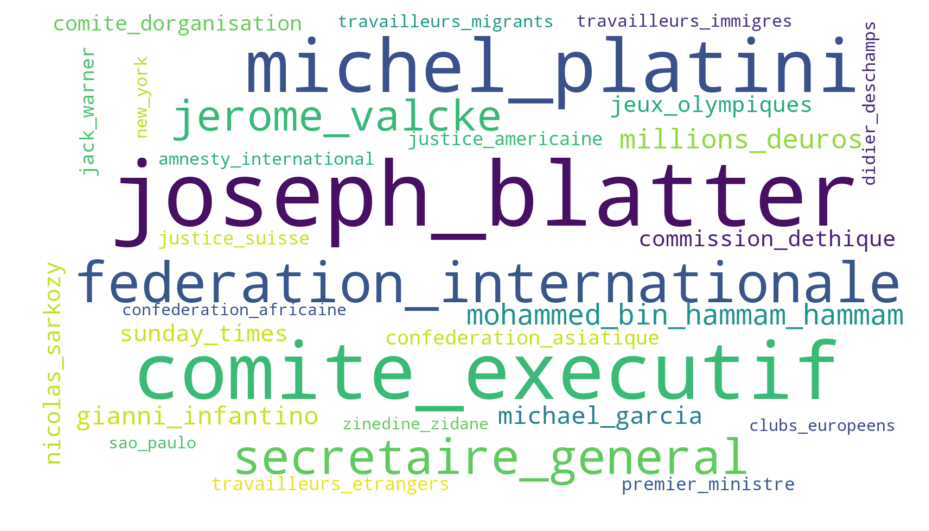 comite_dorganisation
travailleurs_migrants
travailleurs_immigres
michel_platini
jack_warner
new_york
didier_deschamps
jerome_valcke
jeux_olympiques
justice_americaine
millions_deuros
amnesty_international
joseph_blatter
justice_suisse
commission_dethique
federation_internationale
nicolas_sarkozy
confederation_africaine
mohammed_bin_hammam_hammam
sunday_times
confederation_asiatique
comite_executif
gianni_infantino
michael_garcia
zinedine_zidane
clubs_europeens
sao_paulo
secretaire_general
travailleurs_etrangers
premier_ministre